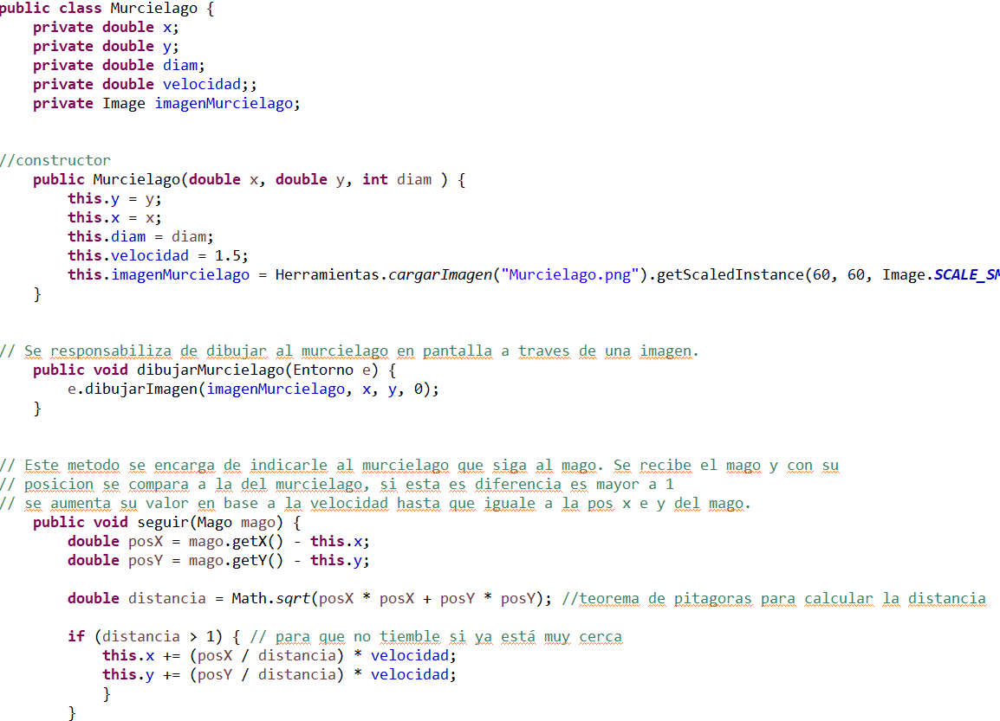 public class Murcielago {
    private double x;
    private double y;
    private double diam;
    private double velocidad;;
    private Image imagenMurcielago;
//constructor
    public Murcielago(double x, double y, int diam ) {
        this.y = y;
        this.x = x;
        this.diam = diam;
        this.velocidad = 1.5;
        this.imagenMurcielago = Herramientas.cargarImagen("Murcielago.png").getScaledInstance(60, 60, Image.SCALE_SM
    }
// Se responsabiliza de dibujar al murcielago en pantalla a traves de una imagen.
    public void dibujarMurcielago(Entorno e) {
        e.dibujarImagen(imagenMurcielago, x, y, 0);
    }
// Este metodo se encarga de indicarle al murcielago que siga al mago. Se recibe el mago y con su
// posicion se compara a la del murcielago, si esta es diferencia es mayor a 1
// se aumenta su valor en base a la velocidad hasta que iguale a la pos x e y del mago.
    public void seguir(Mago mago) {
        double posX = mago.getX() - this.x;
        double posY = mago.getY() - this.y;
        double distancia = Math.sqrt(posX * posX + posY * posY); //teorema de pitagoras para calcular la distancia
        if (distancia > 1) { // para que no tiemble si ya está muy cerca
            this.x += (posX / distancia) * velocidad;
            this.y += (posY / distancia) * velocidad;
            }
        }